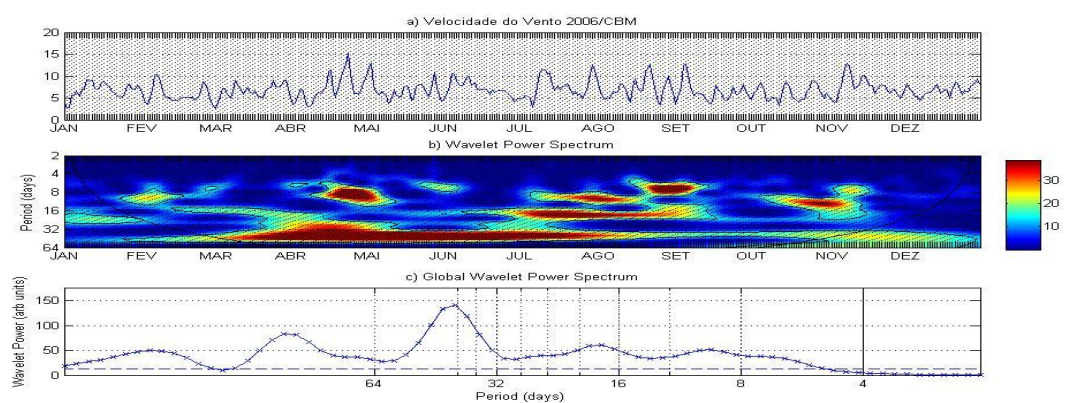 a) Velocidade do Vento 2006/CBM
20
15
10
5
0
JAN FEV MAR ABR MAI JUN JUL AGO SET OUT NOV DEZ
b) Wavelet Power Spectrum
Period (days)
2
4
8
16
32
64
JAN FEV MAR ABR MAI JUN JUL AGO SET OUT NOV DEZ
30
20
10
c) Global Wavelet Power Spectrum
Wavelet Power (arb units)
150
100
50
0
64 32 16 8 4
Period (days)